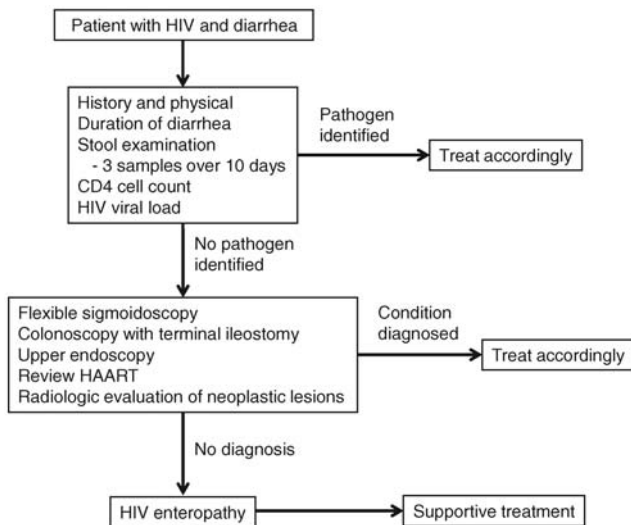 Patient with HIV and diarrhea
History and physical
Duration of diarrhea
Stool examination
- 3 samples over 10 days
CD4 cell count
HIV viral load
Pathogen
identified
Treat accordingly
No pathogen
identified
Flexible sigmoidoscopy
Colonoscopy with terminal ileostomy
Upper endoscopy
Review HAART
Radiologic evaluation of neoplastic lesions
Condition
diagnosed
Treat accordingly
No diagnosis
HIV enteropathy
Supportive treatment